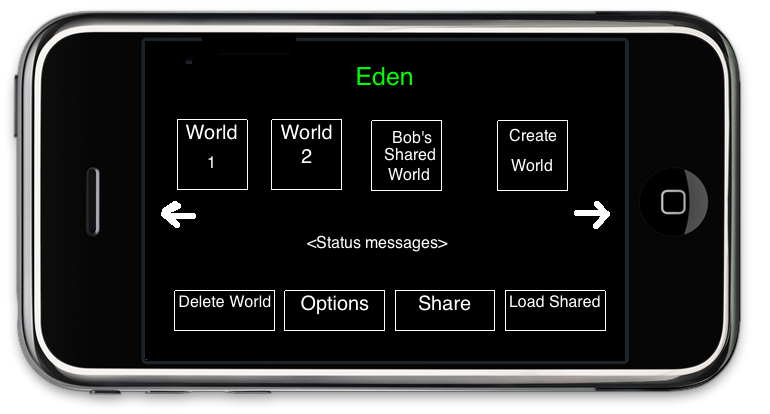 Eden
World
1
World
2
Bob's
Shared
World
Create
World
<Status messages>
Delete World
Options
Share
Load Shared